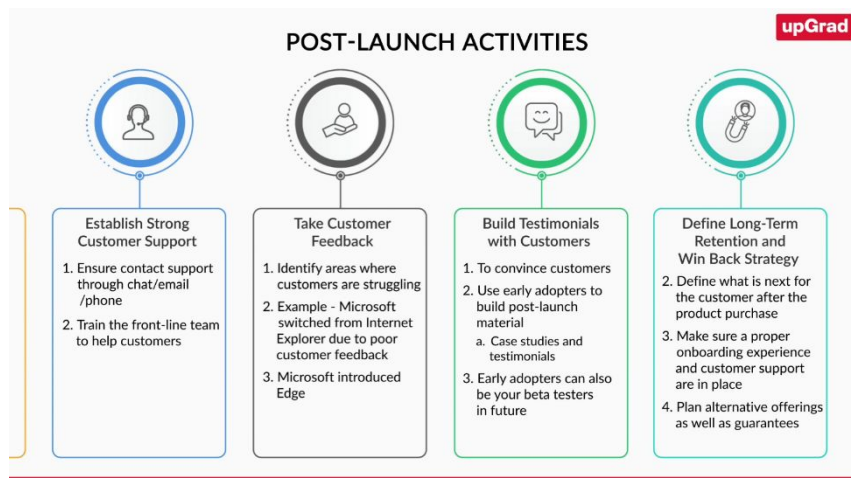 upGrad
POST-LAUNCH ACTIVITIES
Establish Strong
Customer Support
1. Ensure contact support
through chat/email
/phone
2. Train the front-line team
to help customers
Take Customer
Feedback
1. Identify areas where
customers are struggling
2. Example - Microsoft
switched from Internet
Explorer due to poor
customer feedback
3. Microsoft introduced
Edge
Build Testimonials
with Customers
1. To convince customers
2. Use early adopters to
build post-launch
material
a. Case studies and
testimonials
3. Early adopters can also
be your beta testers
in future
Define Long-Term
Retention and
Win Back Strategy
2. Define what is next for
the customer after the
product purchase
3. Make sure a proper
onboarding experience
and customer support
are in place
4. Plan alternative offerings
as well as guarantees